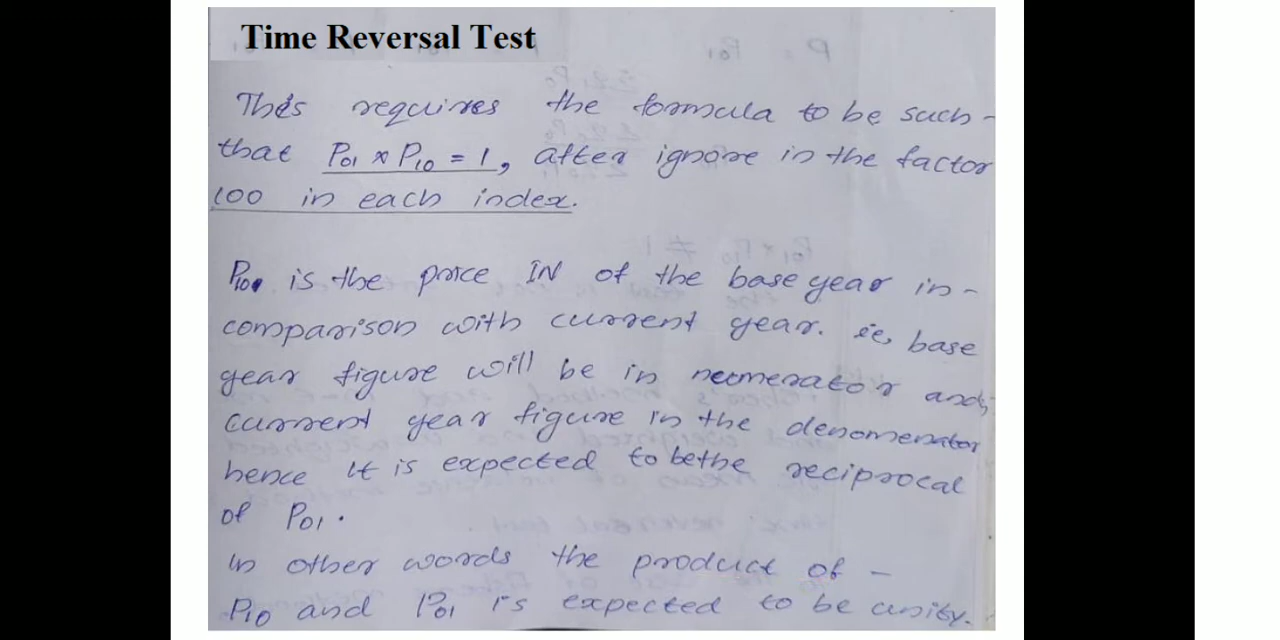 Time Reversal Test
This requires the formula to be such-
that P01 × P10 = 1, after ignore in the factor
100 in each index.
P10 is the price IN of the base year in-
comparison with current year. ie, base
year figure will be in numerator and,
current year figure in the denomenator
hence It is expected to be the reciprocal
of P01.
In other words the product of -
P10 and P01 is expected to be unity.